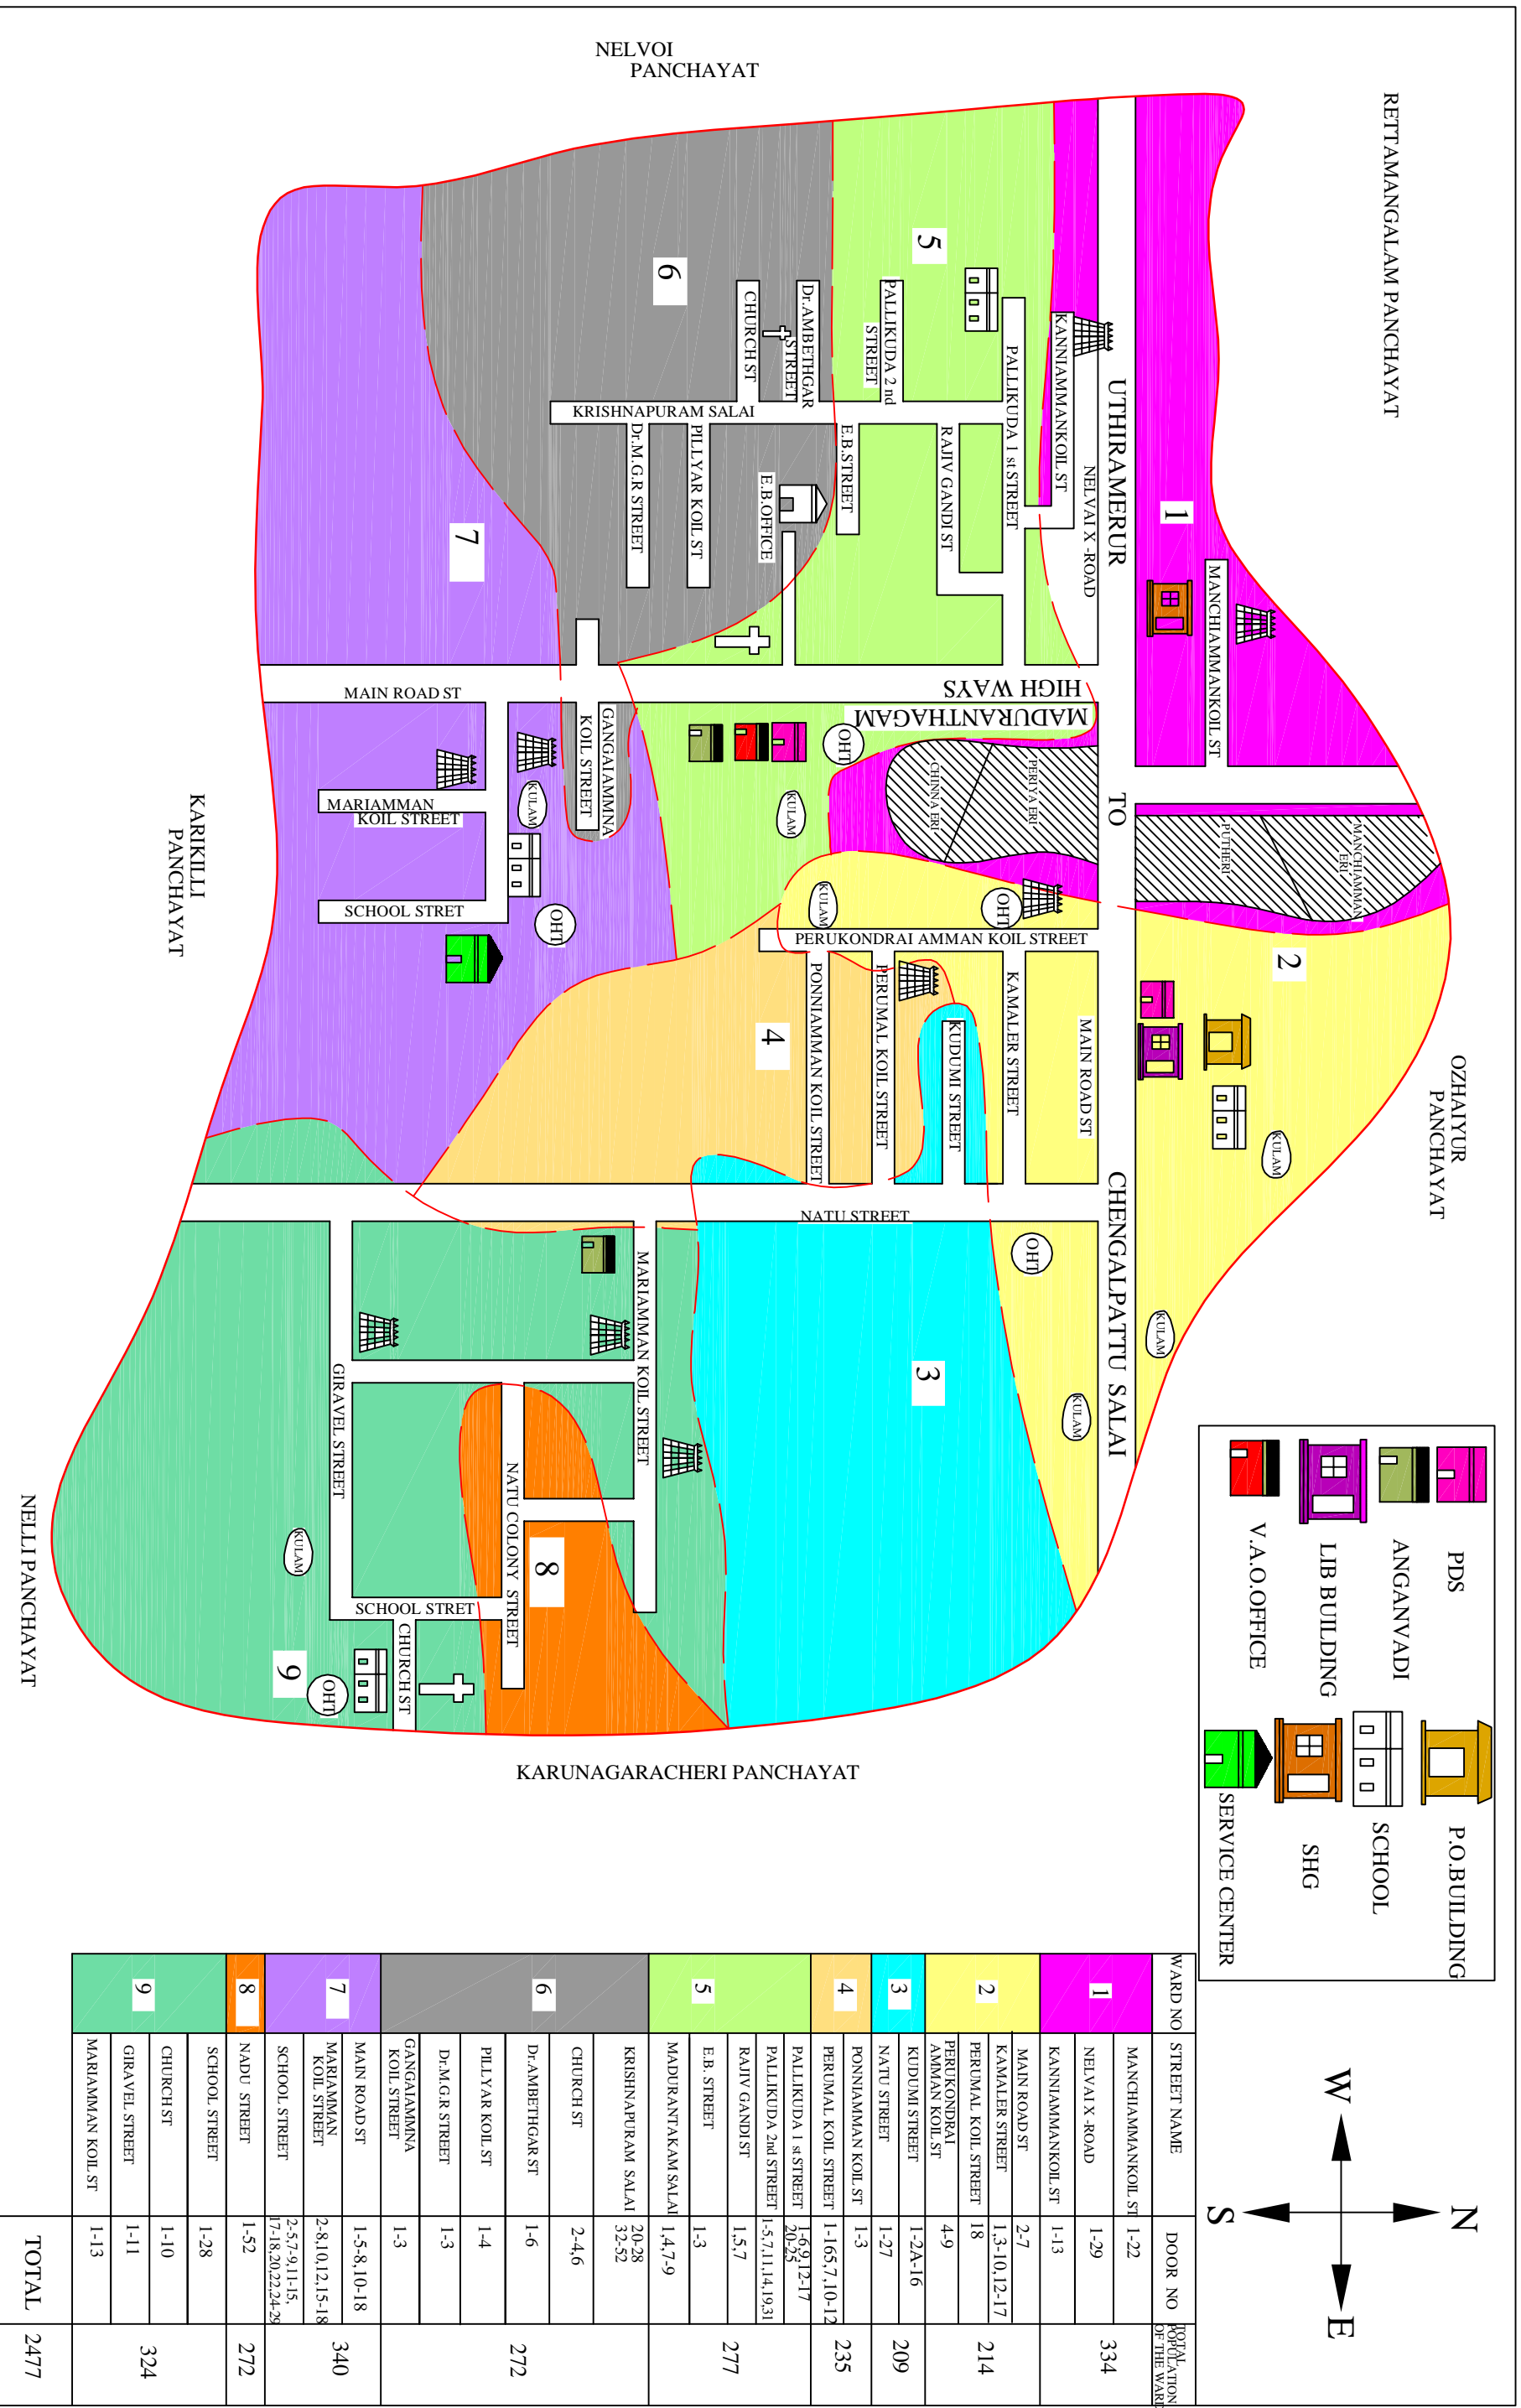 RETTAMANGALAM PANCHAYAT
NELVOI
PANCHAYAT
OZHAIYUR
PANCHAYAT
KARIKILLI
PANCHAYAT
NELLI PANCHAYAT
KARUNAGARACHERI PANCHAYAT
UTHIRAMERUR
TO
CHENGALPATTU SALAI
HIGH WAYS
MADURANTHAGAM
1
MANCHIAMMANKOIL ST
NELVAI X -ROAD
KANNIAMMANKOIL ST
MANCHIAMMAN
ERI
PUTHERI
PERIYA ERI
CHINNA ERI
5
PALLIKUDA 1 st STREET
PALLIKUDA 2 nd
STREET
RAJIV GANDI ST
E.B.STREET
E.B.OFFICE
OHT
KULAM
6
Dr.AMBETHGAR
STREET
CHURCH ST
KRISHNAPURAM SALAI
PILLYAR KOIL ST
Dr.M.G.R STREET
GANGAIAMMNA
KOIL STREET
7
MAIN ROAD ST
MARIAMMAN
KOIL STREET
SCHOOL STRET
KULAM
OHT
2
KULAM
KULAM
KULAM
OHT
OHT
KULAM
MAIN ROAD ST
KAMALER STREET
PERUKONDRAI AMMAN KOIL STREET
KUDUMI STREET
PERUMAL KOIL STREET
PONNIAMMAN KOIL STREET
4
3
NATU STREET
MARIAMMAN KOIL STREET
GIRAVEL STREET
NATU COLONY STREET
8
SCHOOL STRET
CHURCH ST
KULAM
OHT
9
PDS
ANGANVADI
LIB BUILDING
V.A.O.OFFICE
P.O.BUILDING
SCHOOL
SHG
SERVICE CENTER
N
W
E
S
WARD NO STREET NAME DOOR NO TOTAL POPULATION OF THE WARD
1 MANCHIAMMANKOIL ST 1-22 334
NELVAI X -ROAD 1-29
KANNIAMMANKOIL ST 1-13
2 MAIN ROAD ST 2-7 214
KAMALER STREET 1,3-10,12-17
PERUMAL KOIL STREET 18
PERUKONDRAI
AMMAN KOIL ST 4-9
3 KUDUMI STREET 1-2A-16 209
NATU STREET 1-27
4 PONNIAMMAN KOIL ST 1-3 235
PERUMAL KOIL STREET 1-165,7,10-12
5 PALLIKUDA 1 st STREET 1-6,9,12-17 277
20-25
PALLIKUDA 2nd STREET 1-5,7,11,14,19,31
RAJIV GANDI ST 1,5,7
E.B. STREET 1-3
MADURANTAKAM SALAI 1,4,7-9
6 KRISHNAPURAM SALAI 20-28 272
32-52
CHURCH ST 2-4,6
Dr.AMBETHGAR ST 1-6
PILLYAR KOIL ST 1-4
Dr.M.G.R STREET 1-3
GANGAIAMMNA
KOIL STREET 1-3
7 MAIN ROAD ST 1-5-8,10-18 340
MARIAMMAN
KOIL STREET 2-8,10,12,15-18
SCHOOL STREET 2-5,7-9,11-15,
17-18,20,22,24-29
8 NADU STREET 1-52 272
9 SCHOOL STREET 1-28 324
CHURCH ST 1-10
GIRAVEL STREET 1-11
MARIAMMAN KOIL ST 1-13
TOTAL 2477